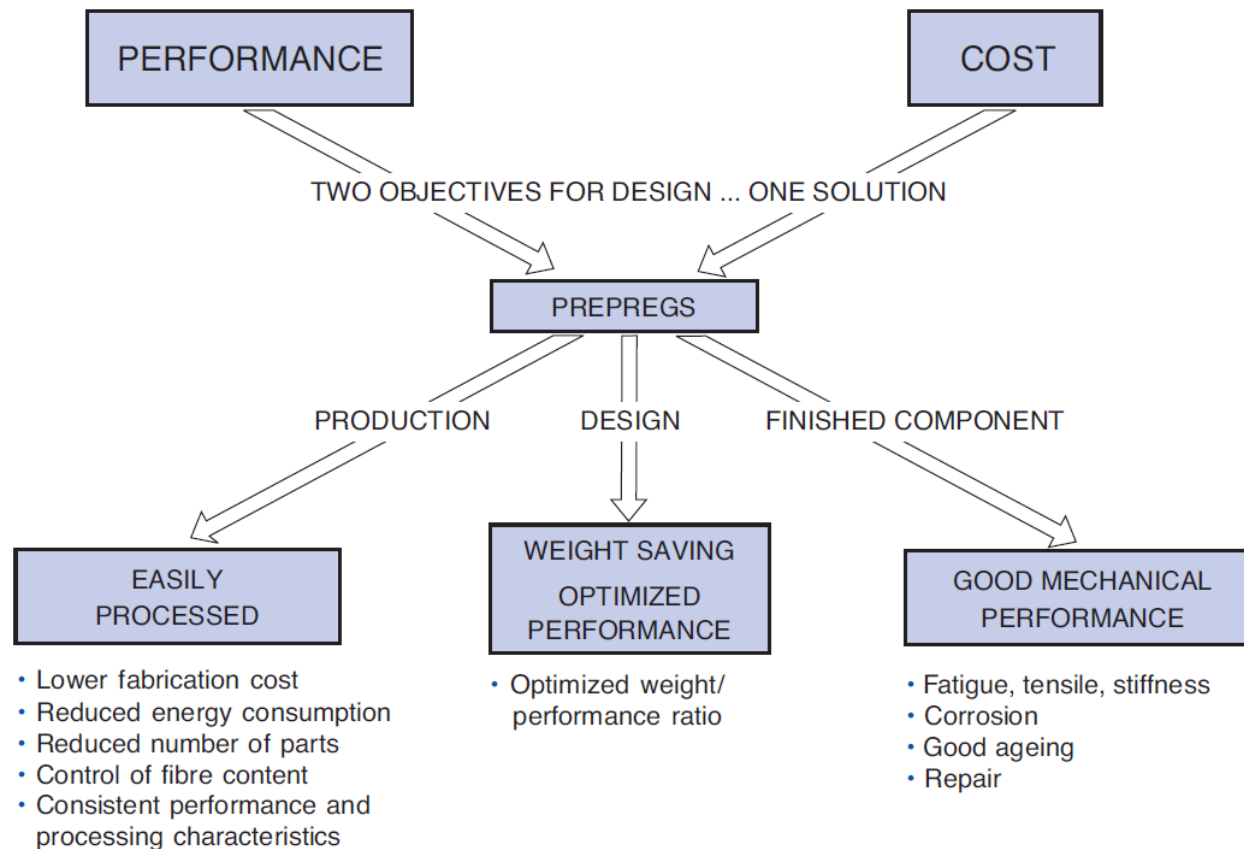 PERFORMANCE
COST
TWO OBJECTIVES FOR DESIGN ... ONE SOLUTION
PREPREGS
PRODUCTION
DESIGN
FINISHED COMPONENT
EASILY
PROCESSED
• Lower fabrication cost
• Reduced energy consumption
• Reduced number of parts
• Control of fibre content
• Consistent performance and
processing characteristics
WEIGHT SAVING
OPTIMIZED
PERFORMANCE
• Optimized weight/
performance ratio
GOOD MECHANICAL
PERFORMANCE
• Fatigue, tensile, stiffness
• Corrosion
• Good ageing
• Repair